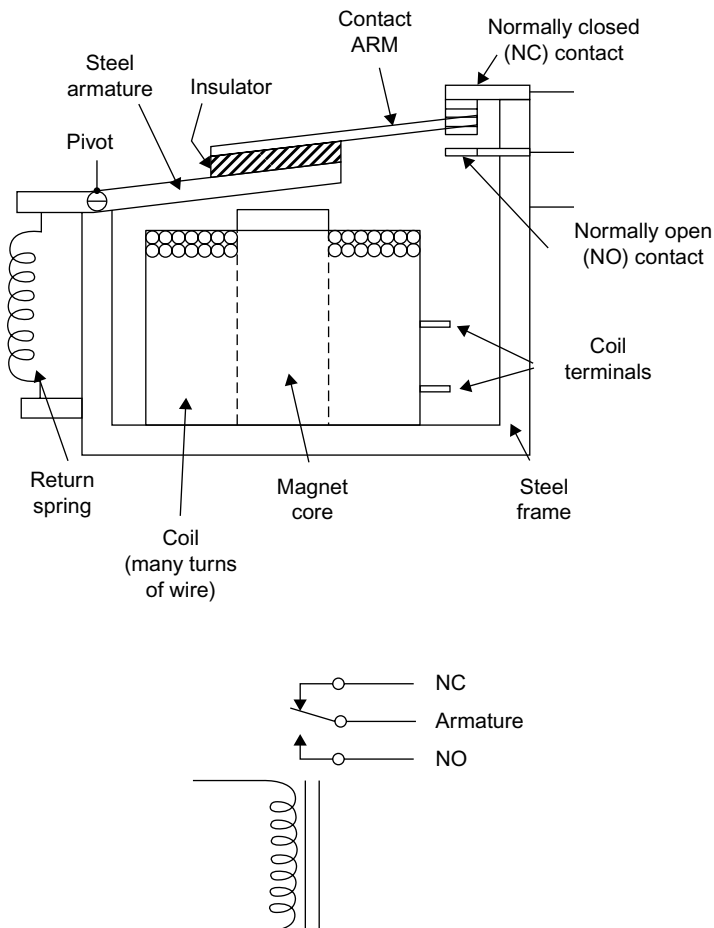 Normally closed
(NC) contact
Contact
ARM
Steel
armature
Insulator
Pivot
Normally open
(NO) contact
Coil
terminals
Return
spring
Magnet
core
Steel
frame
Coil
(many turns
of wire)
NC
Armature
NO